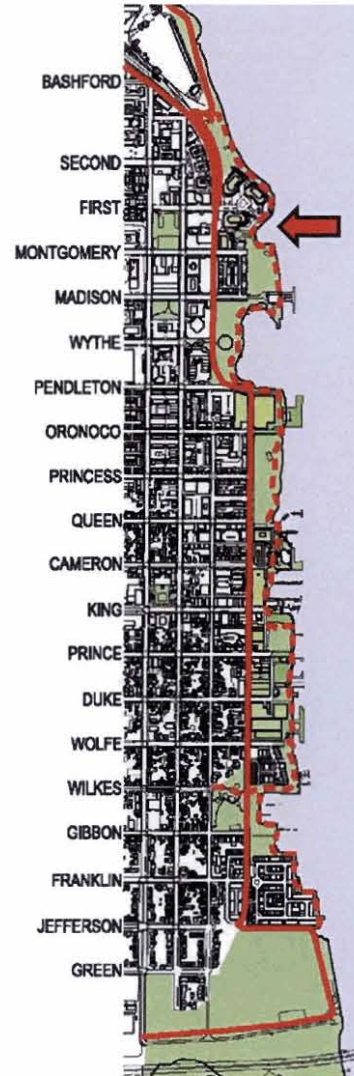 BASHFORD
SECOND
FIRST
MONTGOMERY
MADISON
WYTHE
PENDLETON
ORONOCO
PRINCESS
QUEEN
CAMERON
KING
PRINCE
DUKE
WOLFE
WILKES
GIBBON
FRANKLIN
JEFFERSON
GREEN